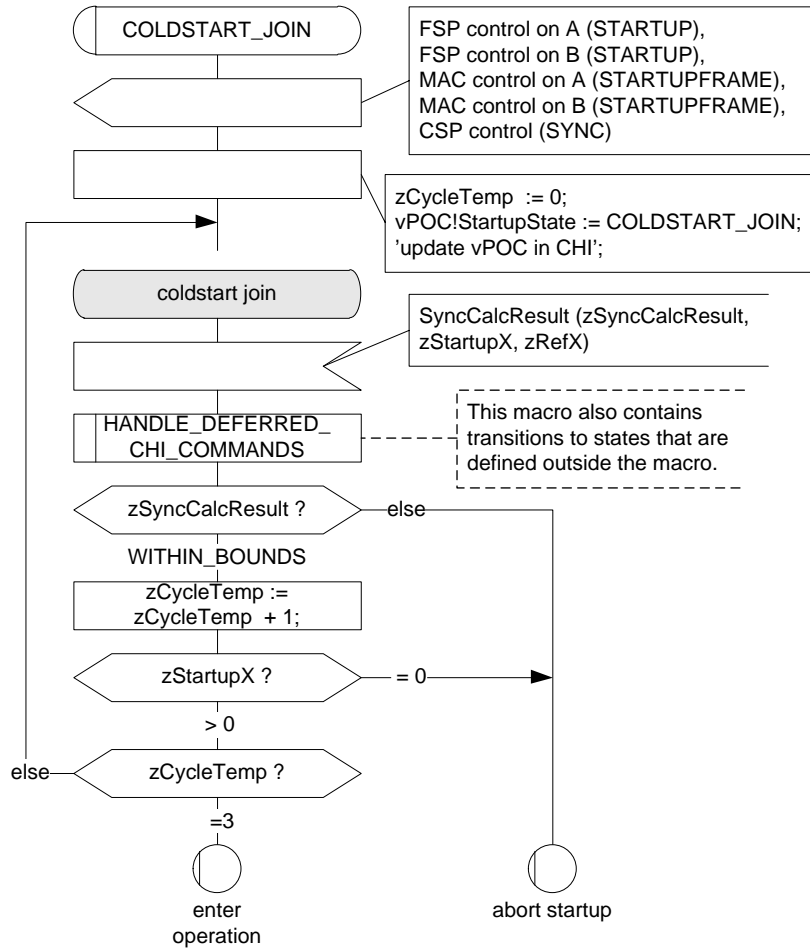 COLDSTART_JOIN
FSP control on A (STARTUP),
FSP control on B (STARTUP),
MAC control on A (STARTUPFRAME),
MAC control on B (STARTUPFRAME),
CSP control (SYNC)
zCycleTemp := 0;
vPOC!StartupState := COLDSTART_JOIN;
'update vPOC in CHI';
coldstart join
SyncCalcResult (zSyncCalcResult,
zStartupX, zRefX)
HANDLE_DEFERRED_
CHI_COMMANDS
This macro also contains
transitions to states that are
defined outside the macro.
zSyncCalcResult ?
else
WITHIN_BOUNDS
zCycleTemp :=
zCycleTemp + 1;
zStartupX ?
= 0
> 0
else
zCycleTemp ?
=3
enter
operation
abort startup